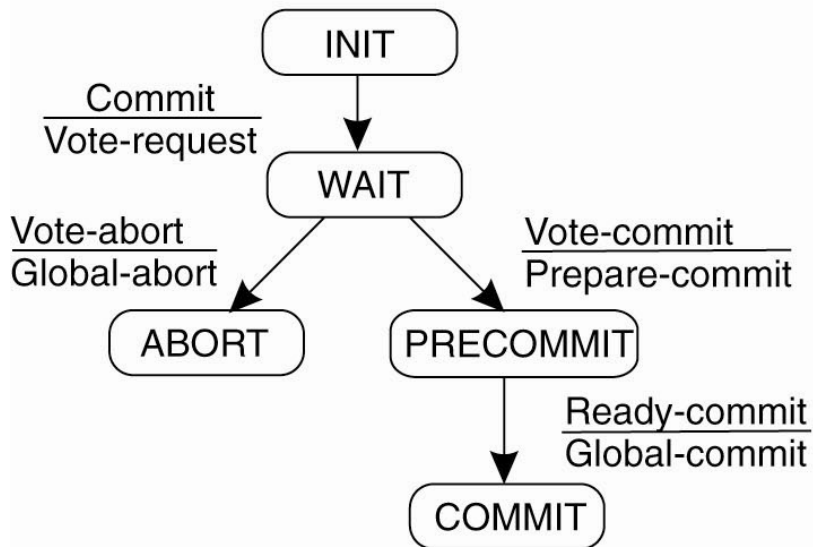 INIT
Commit
Vote-request
WAIT
Vote-abort
Global-abort
Vote-commit
Prepare-commit
ABORT
PRECOMMIT
Ready-commit
Global-commit
COMMIT